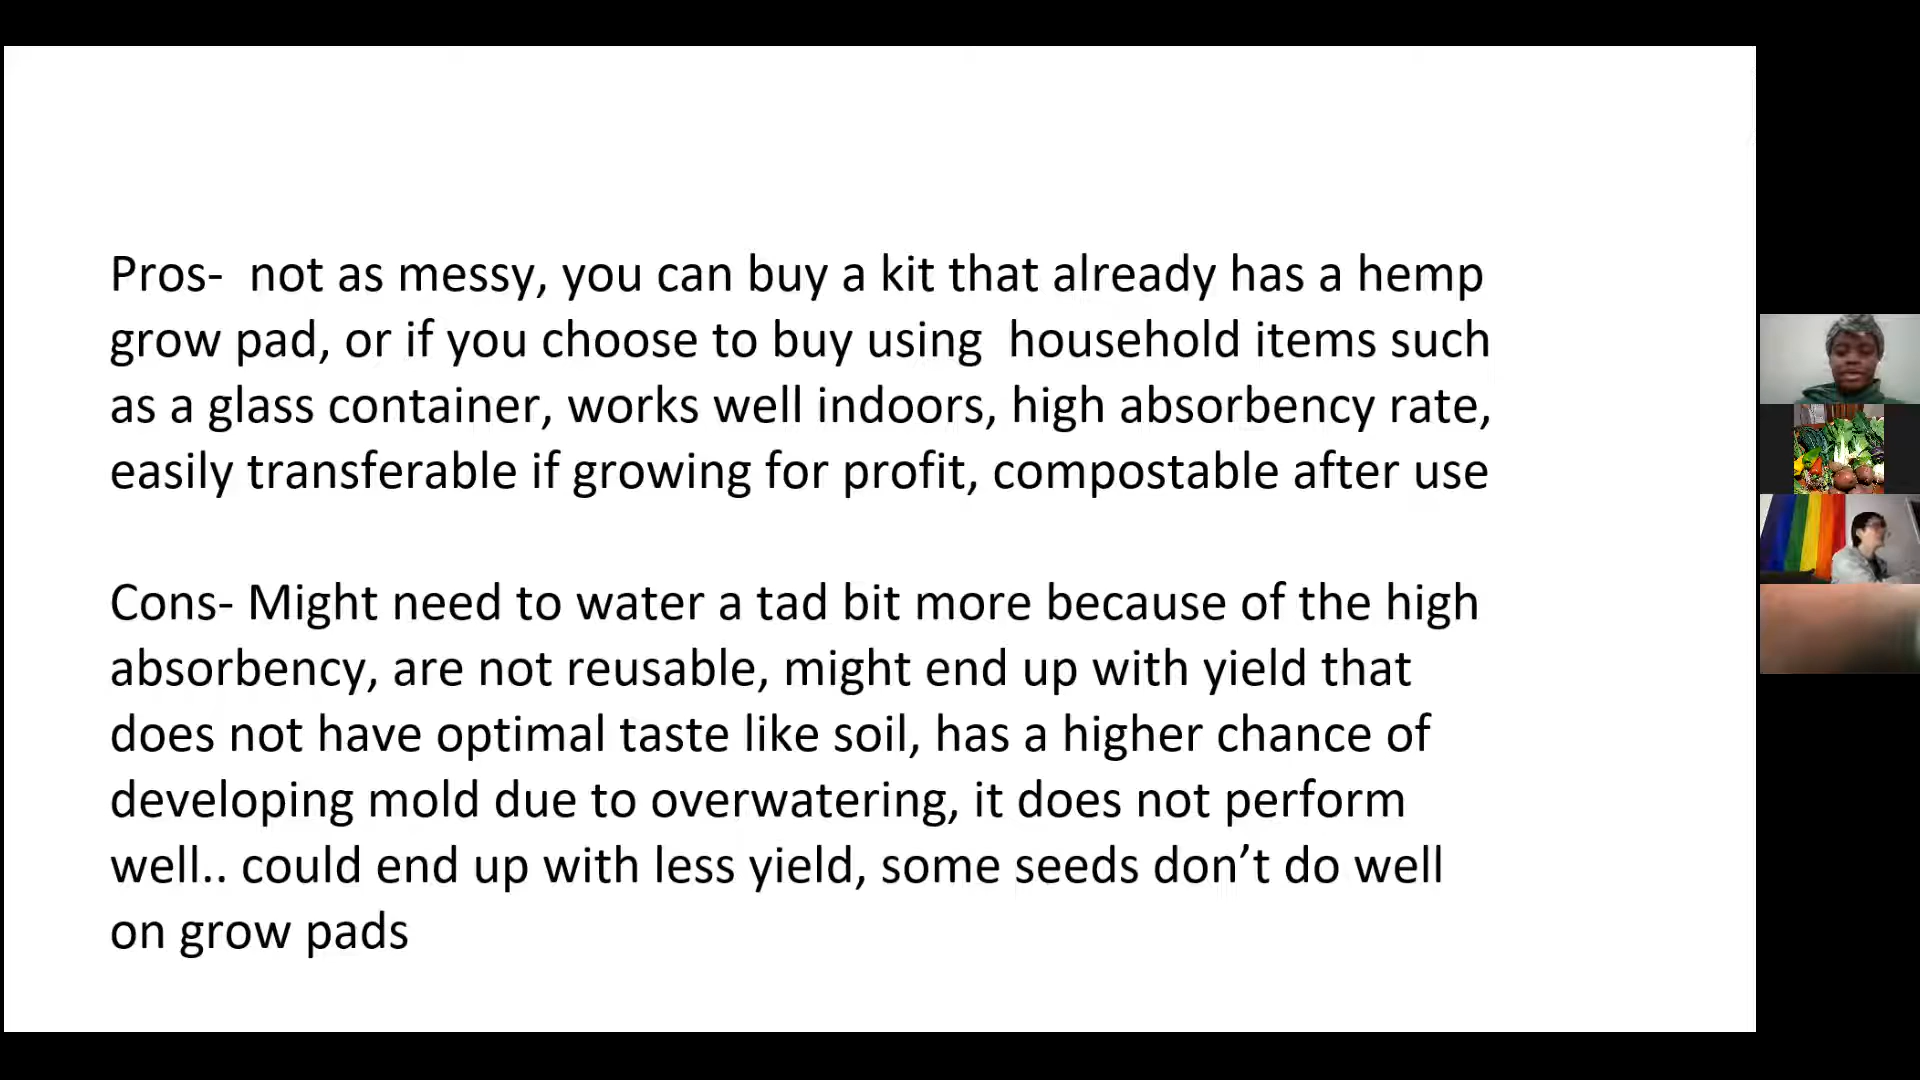 Pros-  not as messy, you can buy a kit that already has a hemp
grow pad, or if you choose to buy using  household items such
as a glass container, works well indoors, high absorbency rate,
easily transferable if growing for profit, compostable after use
Cons- Might need to water a tad bit more because of the high
absorbency, are not reusable, might end up with yield that
does not have optimal taste like soil, has a higher chance of
developing mold due to overwatering, it does not perform
well.. could end up with less yield, some seeds don’t do well
on grow pads